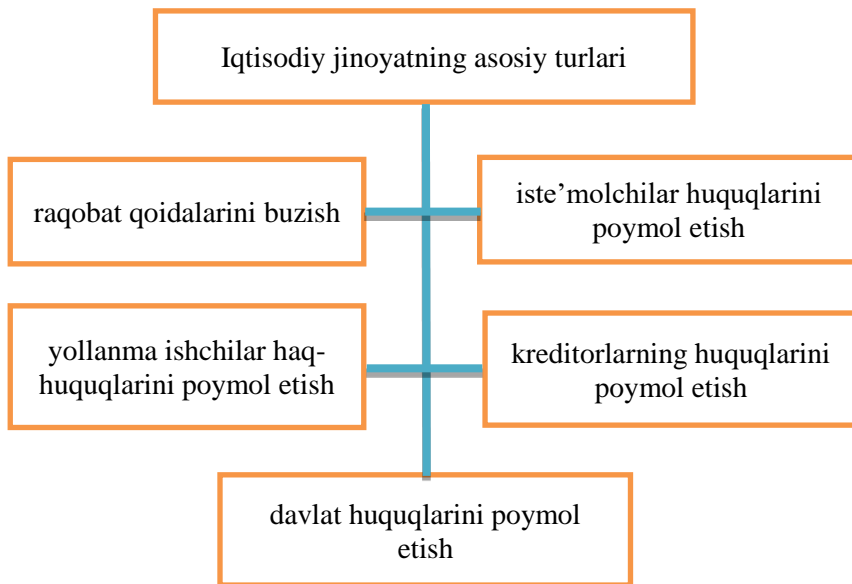 Iqtisodiy jinoyatning asosiy turlari
raqobat qoidalarini buzish
iste’molchilar huquqlarini
poymol etish
yollanma ishchilar haq-
huquqlarini poymol etish
kreditorlarning huquqlarini
poymol etish
davlat huquqlarini poymol
etish